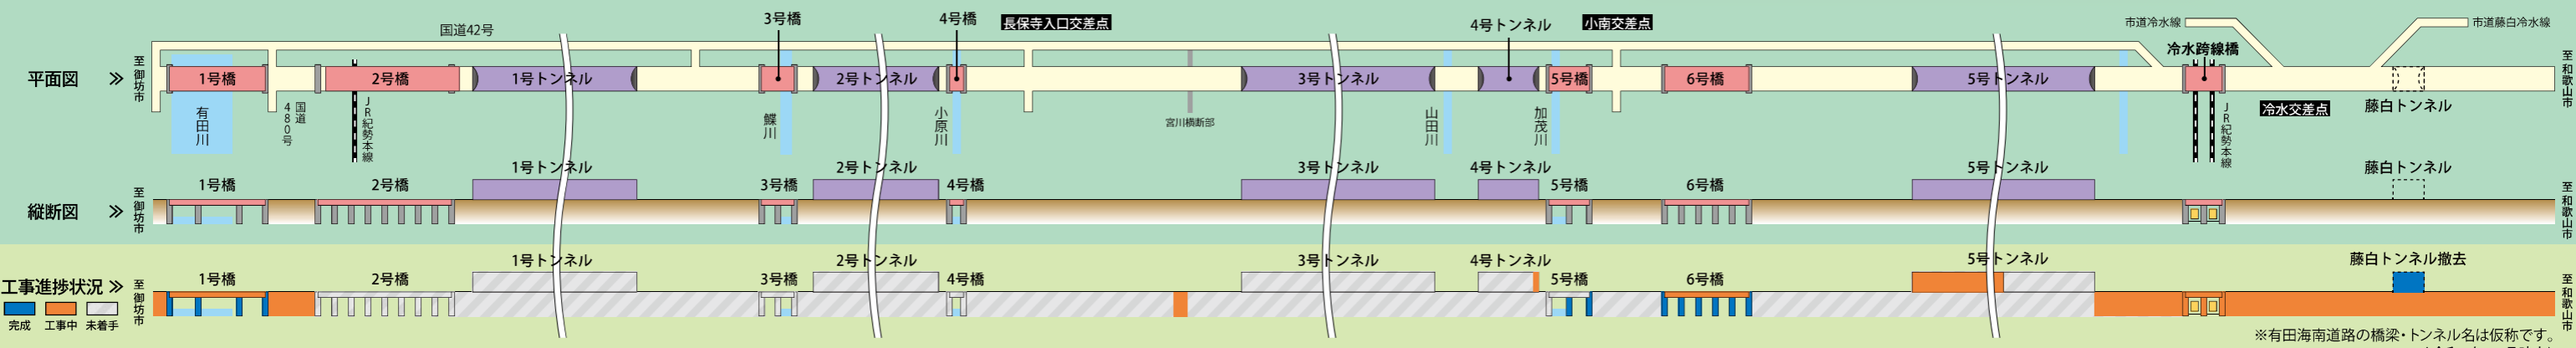 国道42号
3号橋
4号橋
長保寺入口交差点
4号トンネル
小南交差点
市道冷水線
市道藤白冷水線
冷水跨線橋
平面図
至御坊市
1号橋
2号橋
1号トンネル
2号トンネル
3号トンネル
5号橋
6号橋
5号トンネル
至和歌山市
有田川
国道480号
JR紀勢本線
鰈川
小原川
宮川横断部
山田川
加茂川
JR紀勢本線
冷水交差点
藤白トンネル
縦断図
至御坊市
1号橋
2号橋
1号トンネル
3号橋
2号トンネル
4号橋
3号トンネル
4号トンネル
5号橋
6号橋
5号トンネル
藤白トンネル
至和歌山市
工事進捗状況
至御坊市
1号橋
2号橋
1号トンネル
3号橋
2号トンネル
4号橋
3号トンネル
4号トンネル
5号橋
6号橋
5号トンネル
藤白トンネル撤去
至和歌山市
完成
工事中
未着手
※有田海南道路の橋梁・トンネル名は仮称です。